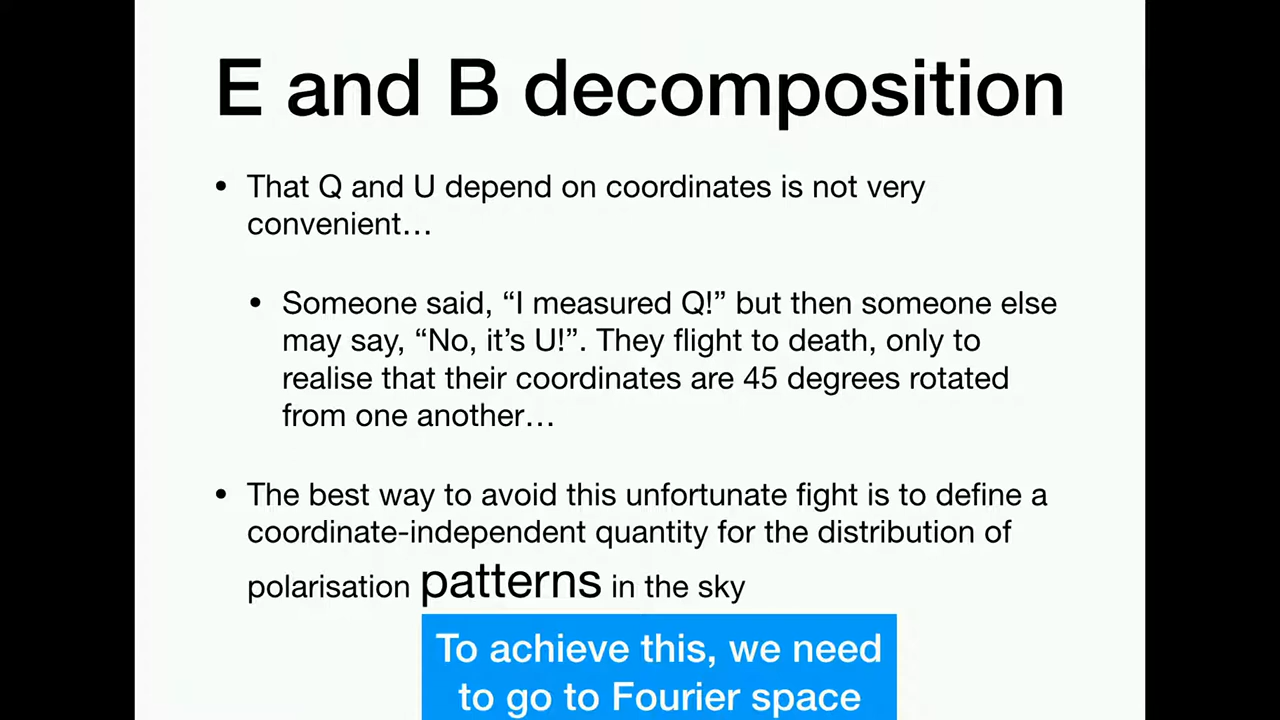 E and B decomposition
• That Q and U depend on coordinates is not very
convenient…
• Someone said, “I measured Q!” but then someone else
may say, “No, it’s U!”. They flight to death, only to
realise that their coordinates are 45 degrees rotated
from one another…
• The best way to avoid this unfortunate fight is to define a
coordinate-independent quantity for the distribution of
polarisation patterns in the sky
To achieve this, we need
to go to Fourier space